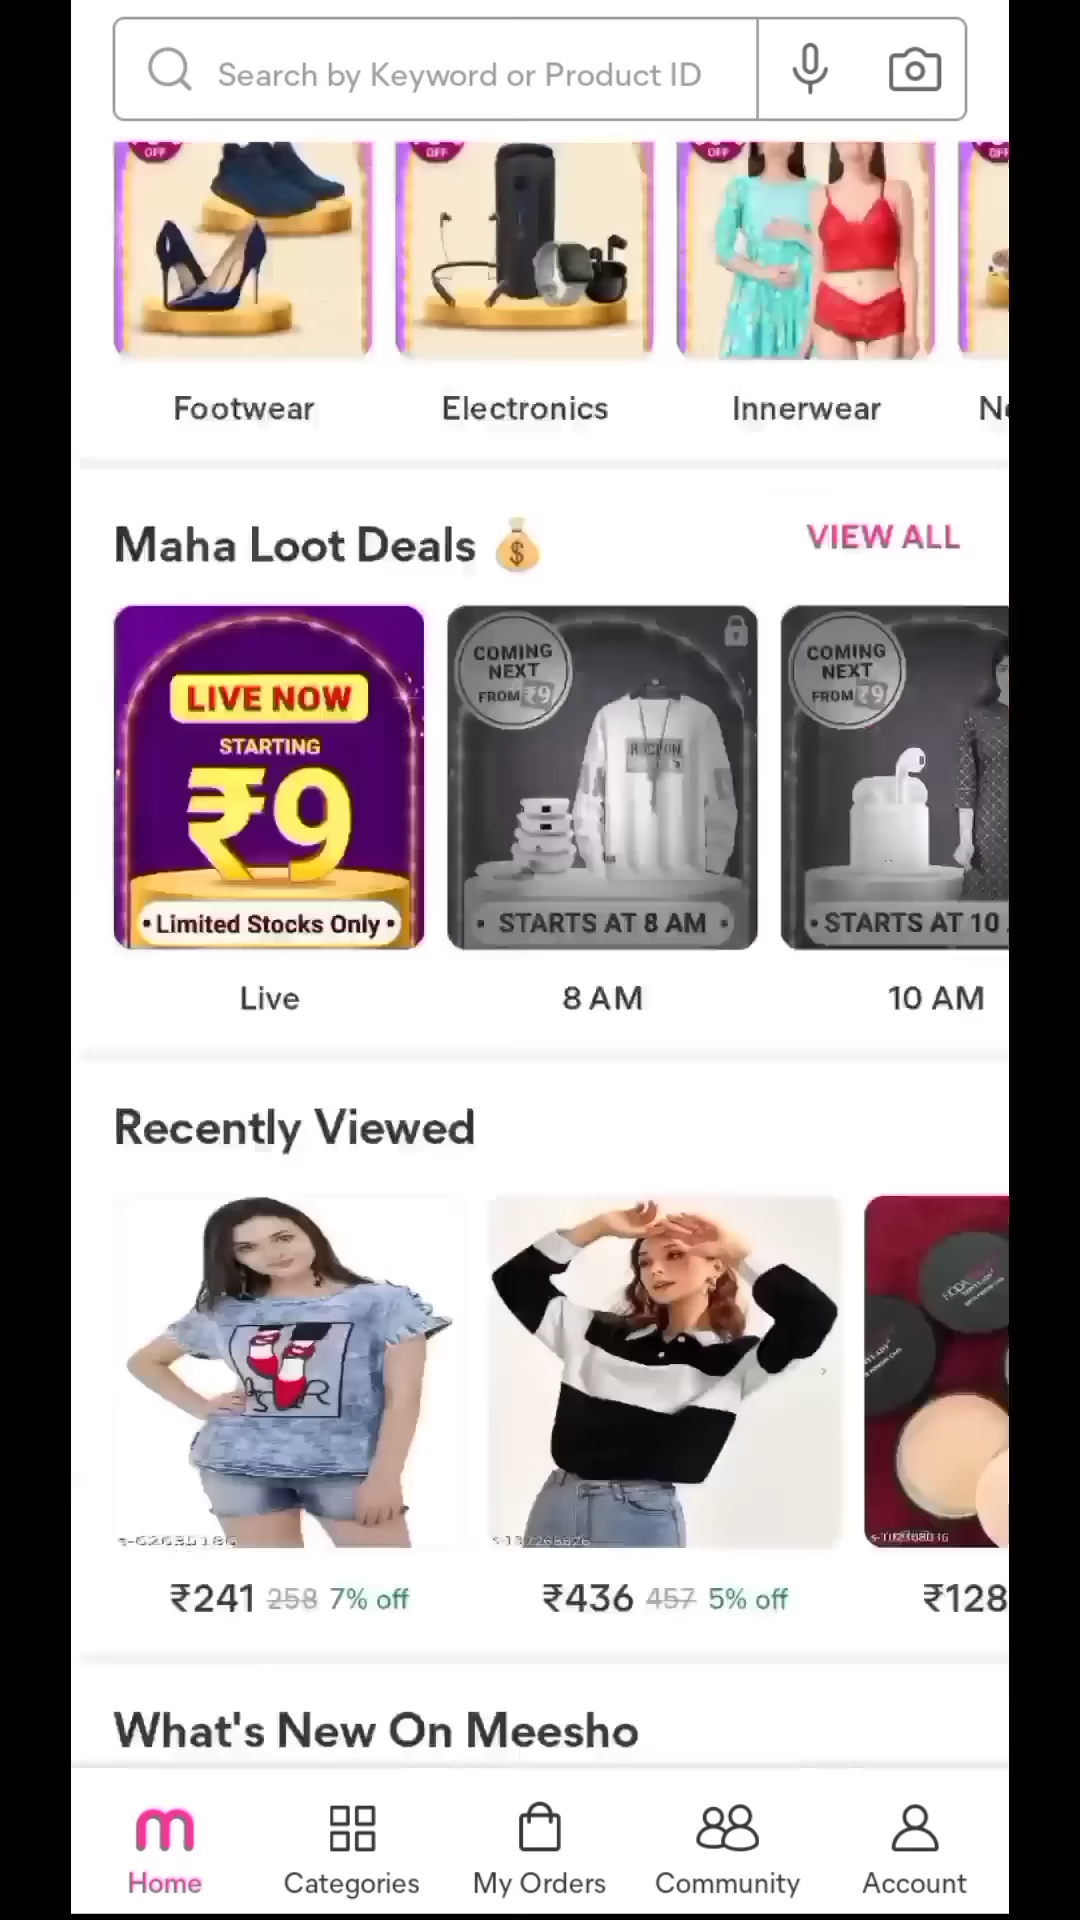 Search by Keyword or Product ID
OFF
OFF
OFF
Footwear
Electronics
Innerwear
Maha Loot Deals
VIEW ALL
LIVE NOW
STARTING
₹9
• Limited Stocks Only •
COMING
NEXT
FROM ₹9
• STARTS AT 8 AM •
COMING
NEXT
FROM ₹9
• STARTS AT 10
Live
8 AM
10 AM
Recently Viewed
₹241 258 7% off
₹436 457 5% off
₹128
What's New On Meesho
m
Home
Categories
My Orders
Community
Account